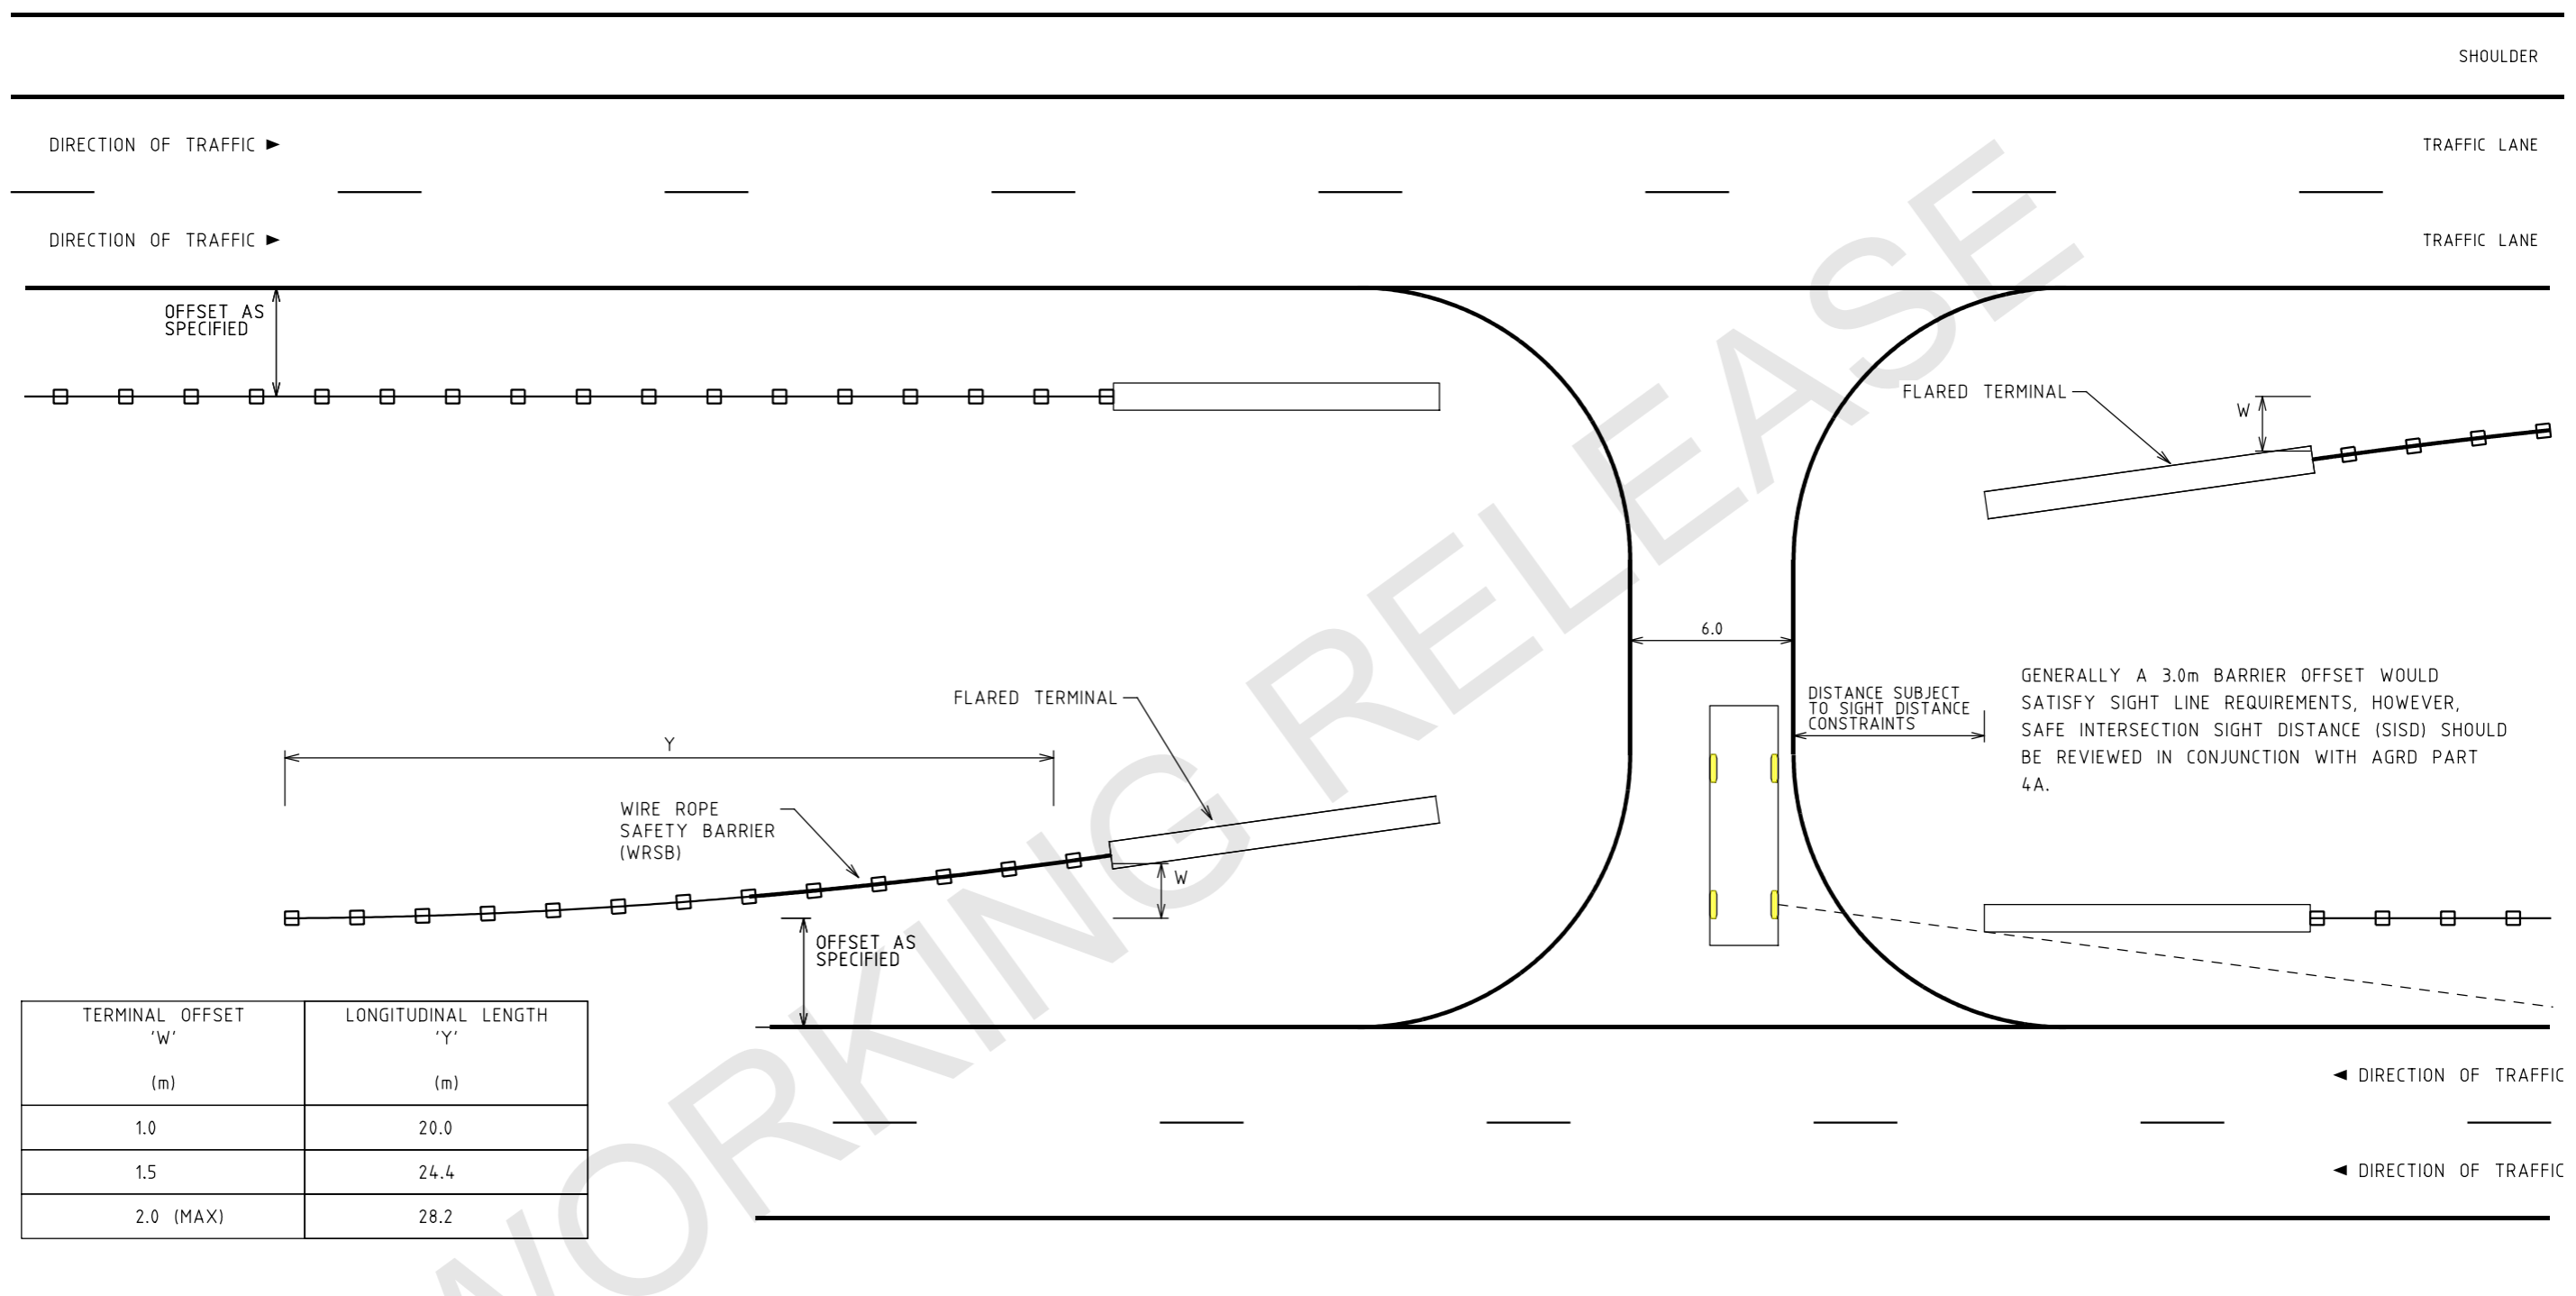 SHOULDER
DIRECTION OF TRAFFIC ►
TRAFFIC LANE
DIRECTION OF TRAFFIC ►
TRAFFIC LANE
OFFSET AS
SPECIFIED
FLARED TERMINAL
W
6.0
GENERALLY A 3.0m BARRIER OFFSET WOULD
SATISFY SIGHT LINE REQUIREMENTS, HOWEVER,
SAFE INTERSECTION SIGHT DISTANCE (SISD) SHOULD
BE REVIEWED IN CONJUNCTION WITH AGRD PART
4A.
DISTANCE SUBJECT
TO SIGHT DISTANCE
CONSTRAINTS
FLARED TERMINAL
Y
WIRE ROPE
SAFETY BARRIER
(WRSB)
W
OFFSET AS
SPECIFIED
TERMINAL OFFSET
'W'
(m)
LONGITUDINAL LENGTH
'Y'
(m)
1.0 20.0
1.5 24.4
2.0 (MAX) 28.2
◄ DIRECTION OF TRAFFIC
◄ DIRECTION OF TRAFFIC
WORKING RELEASE